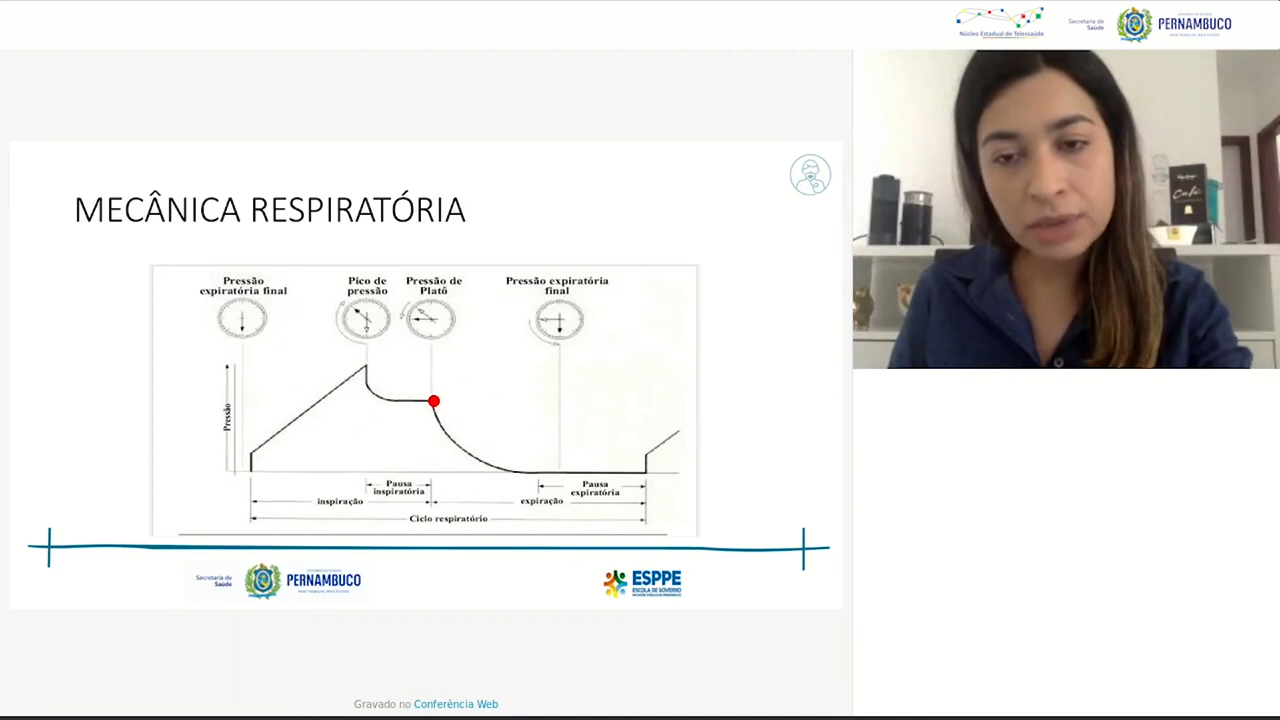 Núcleo Estadual de Telessaúde
Secretaria de
Saúde
PERNAMBUCO
Café
MECÂNICA RESPIRATÓRIA
Pressão
expiratória final
Pico de
pressão
Pressão de
Platô
Pressão expiratória
final
Pressão
Pausa
inspiratória
Pausa
expiratória
inspiração
expiração
Ciclo respiratório
Secretaria de
Saúde
PERNAMBUCO
ESPPE
ESCOLA DE GOVERNO
Gravado no Conferência Web